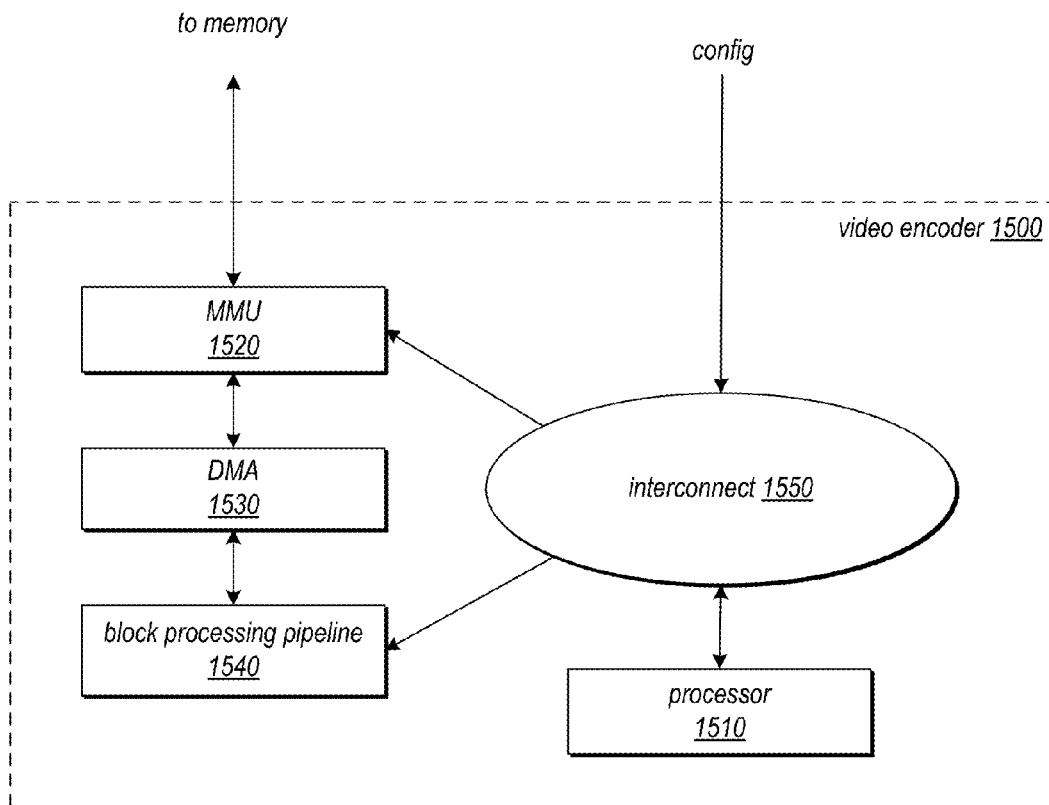 to memory
config
video encoder 1500
MMU
1520
DMA
1530
interconnect 1550
block processing pipeline
1540
processor
1510